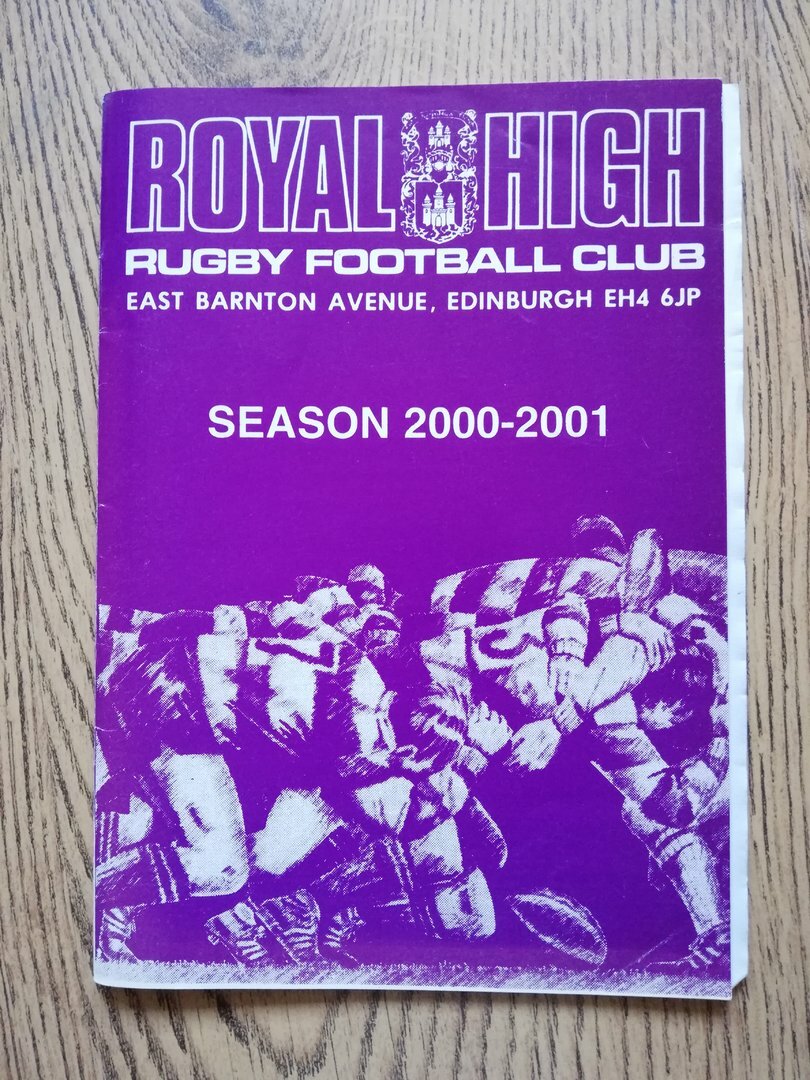 ROYAL HIGH
RUGBY FOOTBALL CLUB
EAST BARNTON AVENUE, EDINBURGH EH4 6JP
SEASON 2000-2001